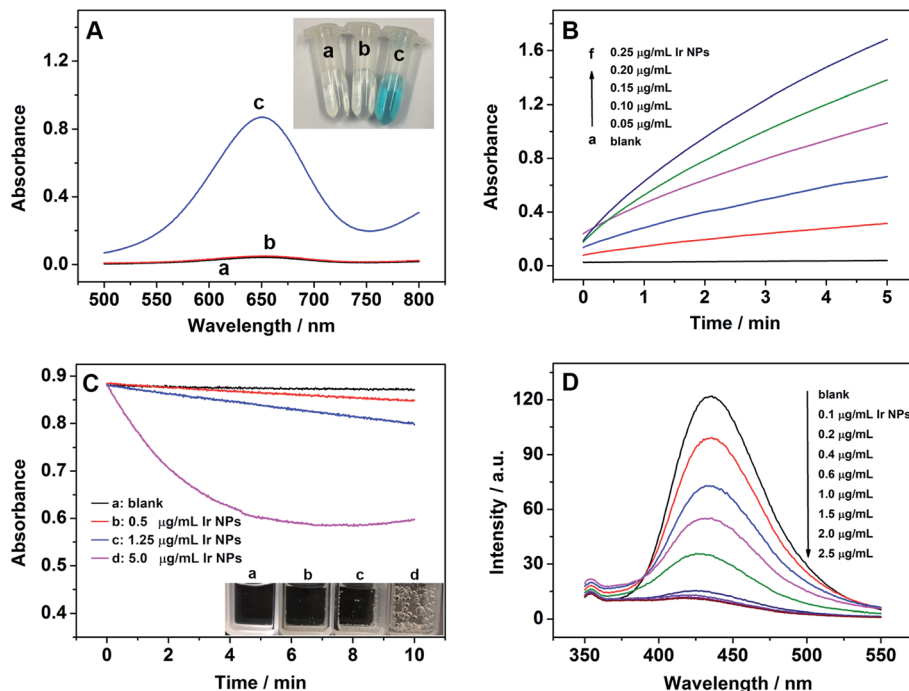 A
Absorbance
1.2
0.8
0.4
0.0
500 550 600 650 700 750 800
Wavelength / nm
a b c
c
b
a
B
Absorbance
1.6
1.2
0.8
0.4
0.0
0 1 2 3 4 5
Time / min
f 0.25 µg/mL Ir NPs
0.20 µg/mL
0.15 µg/mL
0.10 µg/mL
0.05 µg/mL
a blank
C
Absorbance
0.9
0.8
0.7
0.6
0.5
0.4
0 2 4 6 8 10
Time / min
a: blank
b: 0.5 µg/mL Ir NPs
c: 1.25 µg/mL Ir NPs
d: 5.0 µg/mL Ir NPs
a b c d
D
Intensity / a.u.
120
90
60
30
0
350 400 450 500 550
Wavelength / nm
blank
0.1 µg/mL Ir NPs
0.2 µg/mL
0.4 µg/mL
0.6 µg/mL
1.0 µg/mL
1.5 µg/mL
2.0 µg/mL
2.5 µg/mL